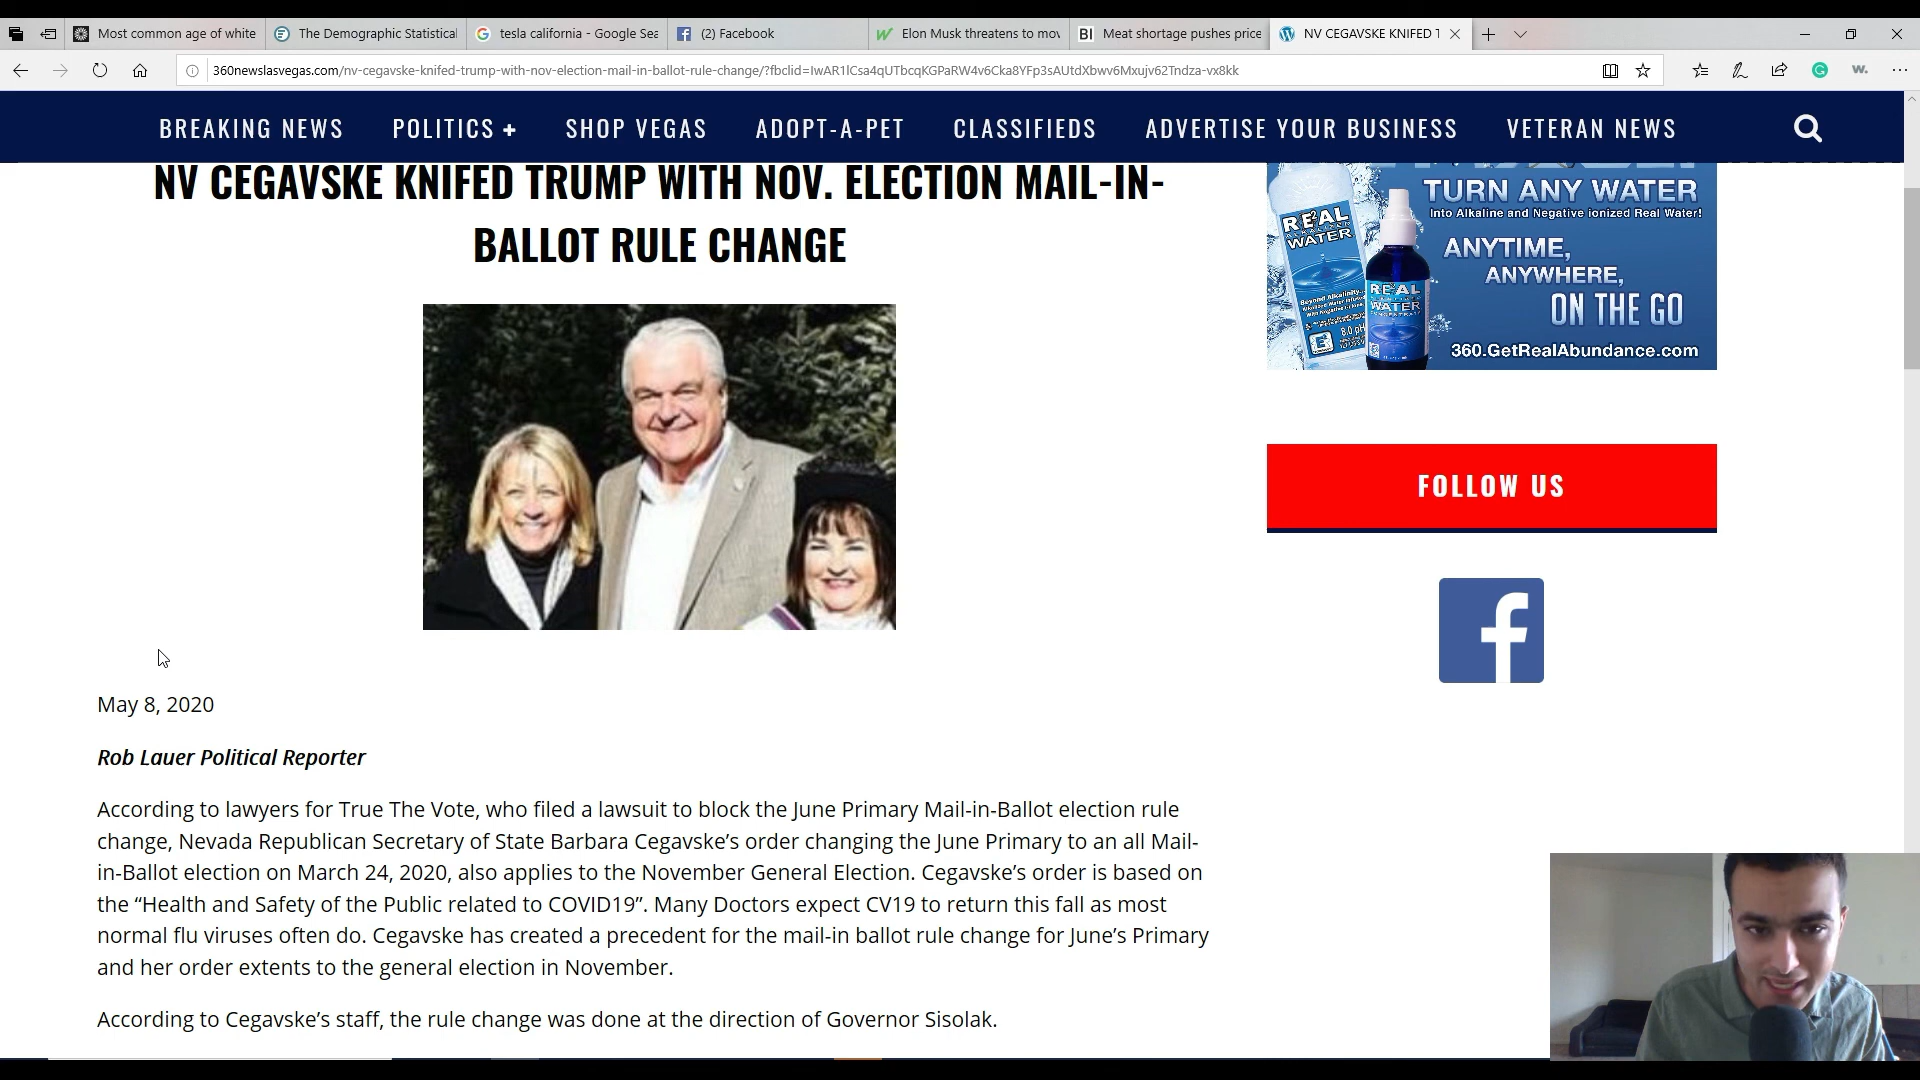 Most common age of white
The Demographic Statistical
tesla california - Google Sea
(2) Facebook
Elon Musk threatens to mov
BI Meat shortage pushes price
NV CEGAVSKE KNIFED T
360newslasvegas.com/nv-cegavske-knifed-trump-with-nov-election-mail-in-ballot-rule-change/?fbclid=IwAR1lCsa4qUTbcqKGPaRW4v6Cka8YFp3sAUtdXbwv6Mxujv62Tndza-vx8kk
BREAKING NEWS POLITICS + SHOP VEGAS ADOPT-A-PET CLASSIFIEDS ADVERTISE YOUR BUSINESS VETERAN NEWS
NV CEGAVSKE KNIFED TRUMP WITH NOV. ELECTION MAIL-IN-
BALLOT RULE CHANGE
TURN ANY WATER
Into Alkaline and Negative ionized Real Water!
ANYTIME,
ANYWHERE,
ON THE GO
360.GetRealAbundance.com
RE²AL
WATER
8.0 pH
RE²AL
WATER
FOLLOW US
May 8, 2020
Rob Lauer Political Reporter
According to lawyers for True The Vote, who filed a lawsuit to block the June Primary Mail-in-Ballot election rule
change, Nevada Republican Secretary of State Barbara Cegavske’s order changing the June Primary to an all Mail-
in-Ballot election on March 24, 2020, also applies to the November General Election. Cegavske’s order is based on
the “Health and Safety of the Public related to COVID19”. Many Doctors expect CV19 to return this fall as most
normal flu viruses often do. Cegavske has created a precedent for the mail-in ballot rule change for June’s Primary
and her order extents to the general election in November.
According to Cegavske’s staff, the rule change was done at the direction of Governor Sisolak.